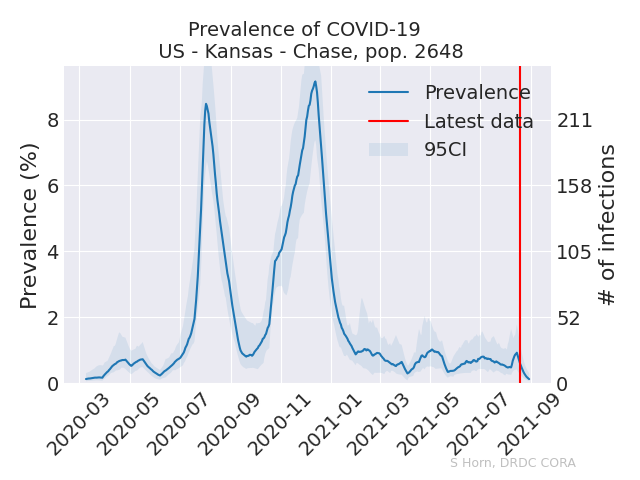 Prevalence of COVID-19
US - Kansas - Chase, pop. 2648
Prevalence
Latest data
95CI
Prevalence (%)
8
6
4
2
0
211
158
105
52
0
# of infections
2020-03
2020-05
2020-07
2020-09
2020-11
2021-01
2021-03
2021-05
2021-07
2021-09
S Horn, DRDC CORA